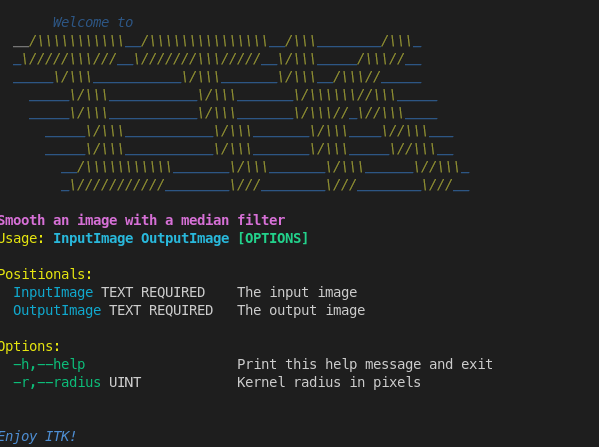 Welcome to
__/\\\\\\\\\\\__/\\\\\\\\\\\\\\\__/\\\________/\\\_
_\/////\\\///__\///////\\\/////__\/\\\_____/\\\//__
_____\/\\\___________\/\\\_______\/\\\__/\\\//_____
_____\/\\\___________\/\\\_______\/\\\\\\//\\\_____
_____\/\\\___________\/\\\_______\/\\\//_\//\\\____
_____\/\\\___________\/\\\_______\/\\\____\//\\\___
_____\/\\\___________\/\\\_______\/\\\_____\//\\\__
__/\\\\\\\\\\\_______\/\\\_______\/\\\______\//\\\_
_\///////////________\///________\///________\///__
Smooth an image with a median filter
Usage: InputImage OutputImage [OPTIONS]
Positionals:
InputImage TEXT REQUIRED    The input image
OutputImage TEXT REQUIRED   The output image
Options:
-h,--help                   Print this help message and exit
-r,--radius UINT            Kernel radius in pixels
Enjoy ITK!